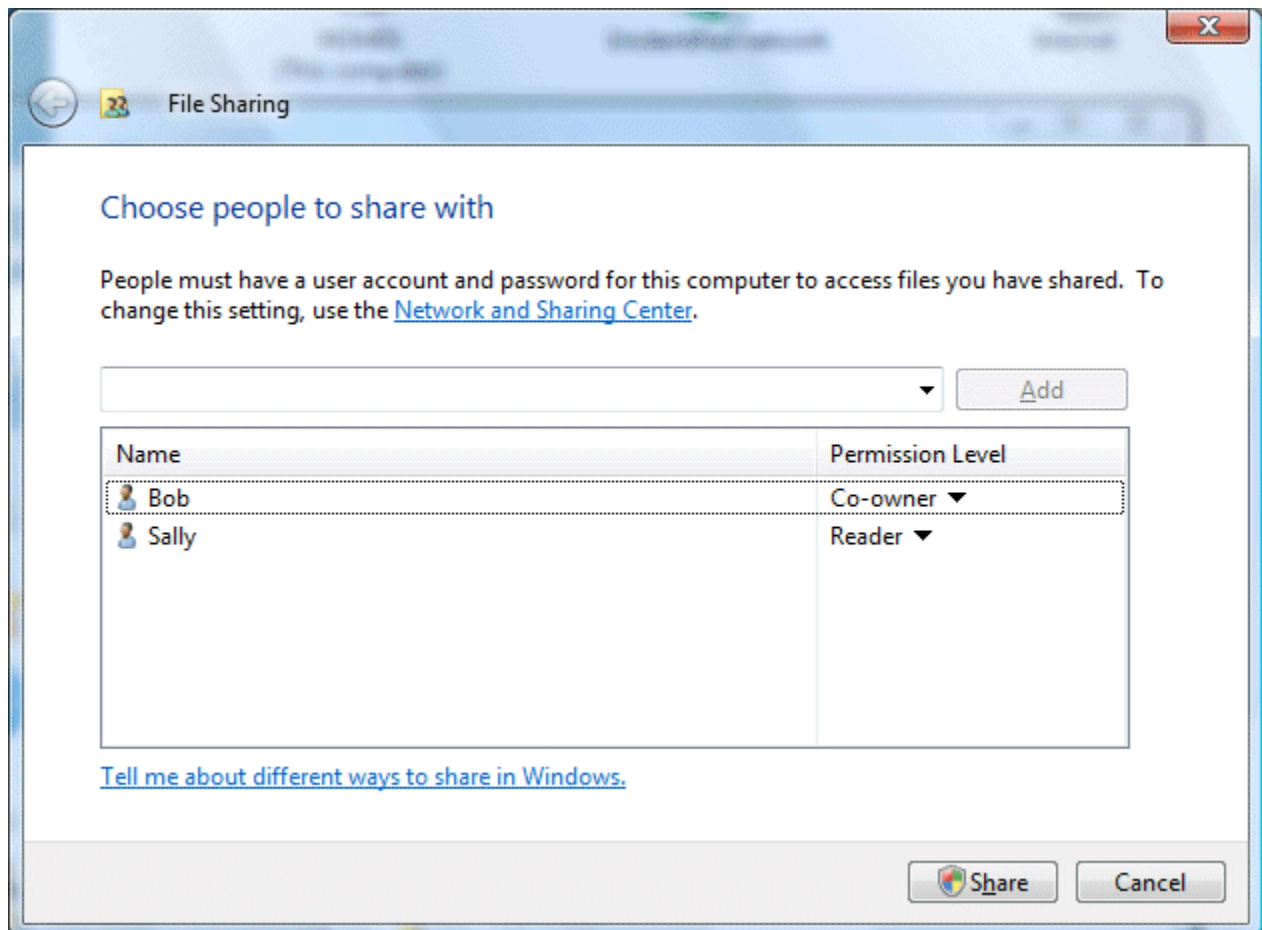 File Sharing
Choose people to share with
People must have a user account and password for this computer to access files you have shared.  To
change this setting, use the Network and Sharing Center.
Add
Name Permission Level
Bob Co-owner
Sally Reader
Tell me about different ways to share in Windows.
Share Cancel